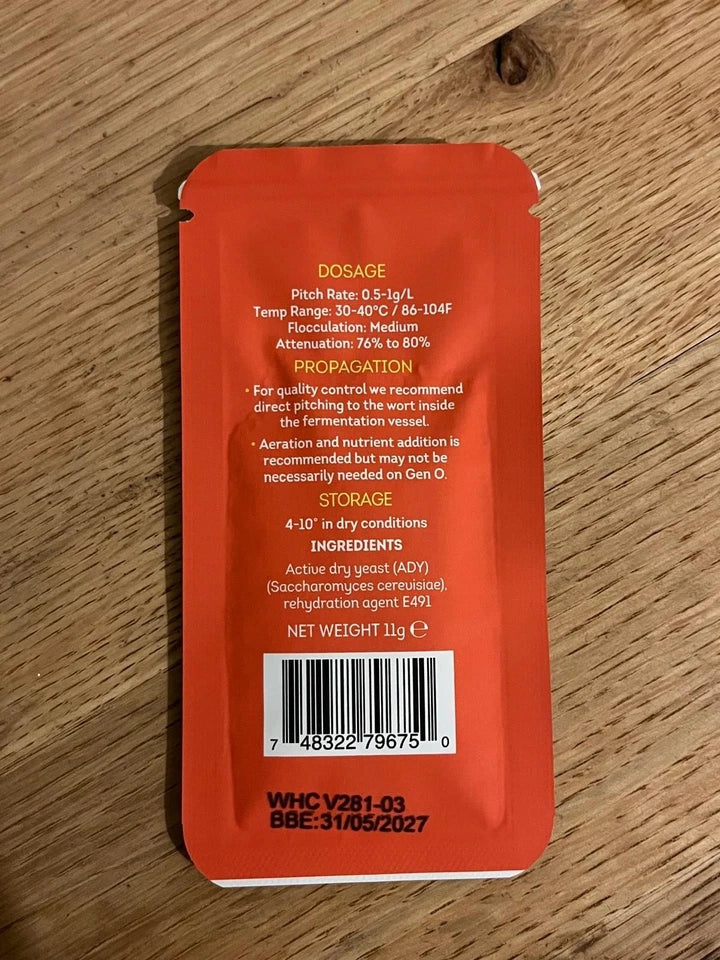 DOSAGE
Pitch Rate: 0.5-1g/L
Temp Range: 30-40°C / 86-104F
Flocculation: Medium
Attenuation: 76% to 80%
PROPAGATION
• For quality control we recommend
direct pitching to the wort inside
the fermentation vessel.
• Aeration and nutrient addition is
recommended but may not be
necessarily needed on Gen O.
STORAGE
4-10° in dry conditions
INGREDIENTS
Active dry yeast (ADY)
(Saccharomyces cerevisiae),
rehydration agent E491
NET WEIGHT 11g ℮
7 48322 79675 0
WHC V281-03
BBE:31/05/2027